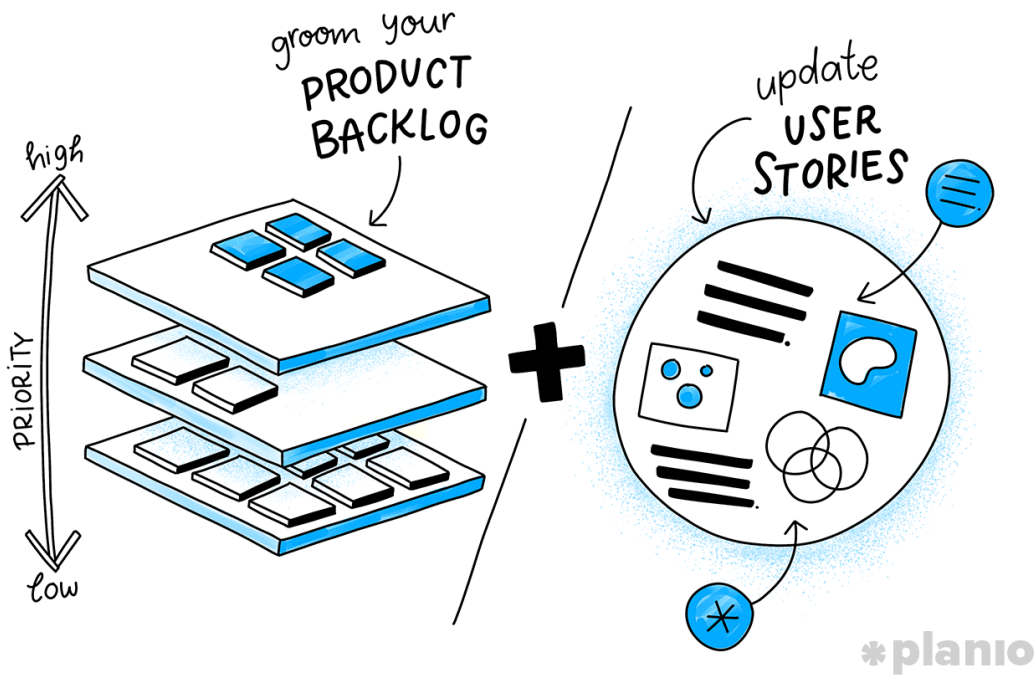 groom your
PRODUCT
BACKLOG
high
PRIORITY
low
update
USER
STORIES
planio